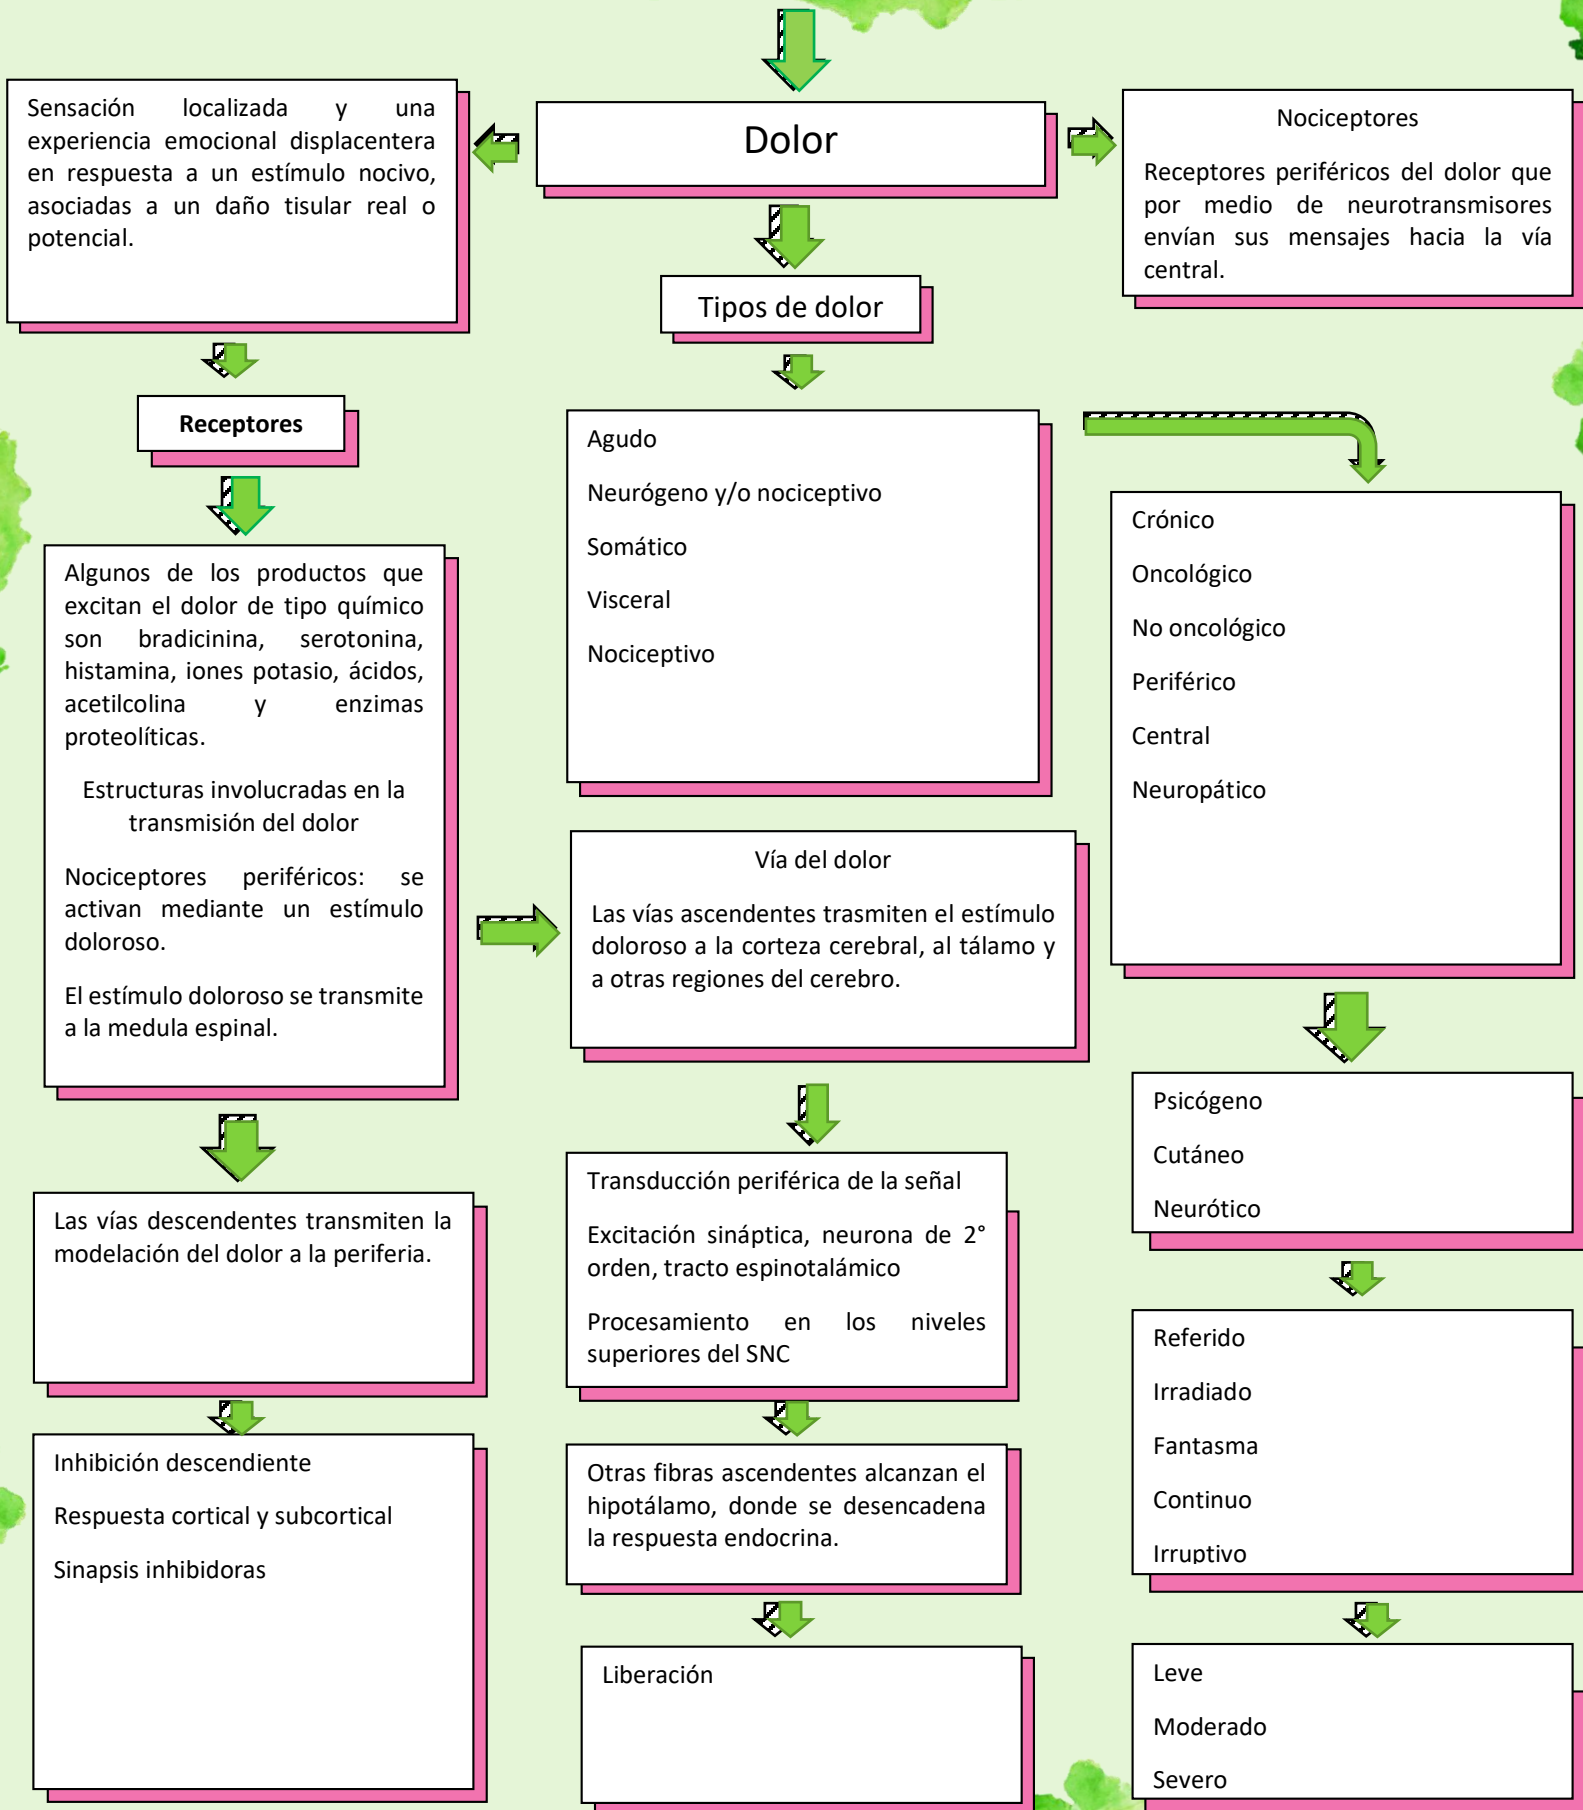 Dolor
Sensación localizada y una
experiencia emocional displacentera
en respuesta a un estímulo nocivo,
asociadas a un daño tisular real o
potencial.
Nociceptores
Receptores periféricos del dolor que
por medio de neurotransmisores
envían sus mensajes hacia la vía
central.
Tipos de dolor
Receptores
Algunos de los productos que
excitan el dolor de tipo químico
son bradicinina, serotonina,
histamina, iones potasio, ácidos,
acetilcolina y enzimas
proteolíticas.
Estructuras involucradas en la
transmisión del dolor
Nociceptores periféricos: se
activan mediante un estímulo
doloroso.
El estímulo doloroso se transmite
a la medula espinal.
Agudo
Neurógeno y/o nociceptivo
Somático
Visceral
Nociceptivo
Crónico
Oncológico
No oncológico
Periférico
Central
Neuropático
Vía del dolor
Las vías ascendentes trasmiten el estímulo
doloroso a la corteza cerebral, al tálamo y
a otras regiones del cerebro.
Psicógeno
Cutáneo
Neurótico
Las vías descendentes transmiten la
modelación del dolor a la periferia.
Transducción periférica de la señal
Excitación sináptica, neurona de 2°
orden, tracto espinotalámico
Procesamiento en los niveles
superiores del SNC
Referido
Irradiado
Fantasma
Continuo
Irruptivo
Inhibición descendiente
Respuesta cortical y subcortical
Sinapsis inhibidoras
Otras fibras ascendentes alcanzan el
hipotálamo, donde se desencadena
la respuesta endocrina.
Liberación
Leve
Moderado
Severo